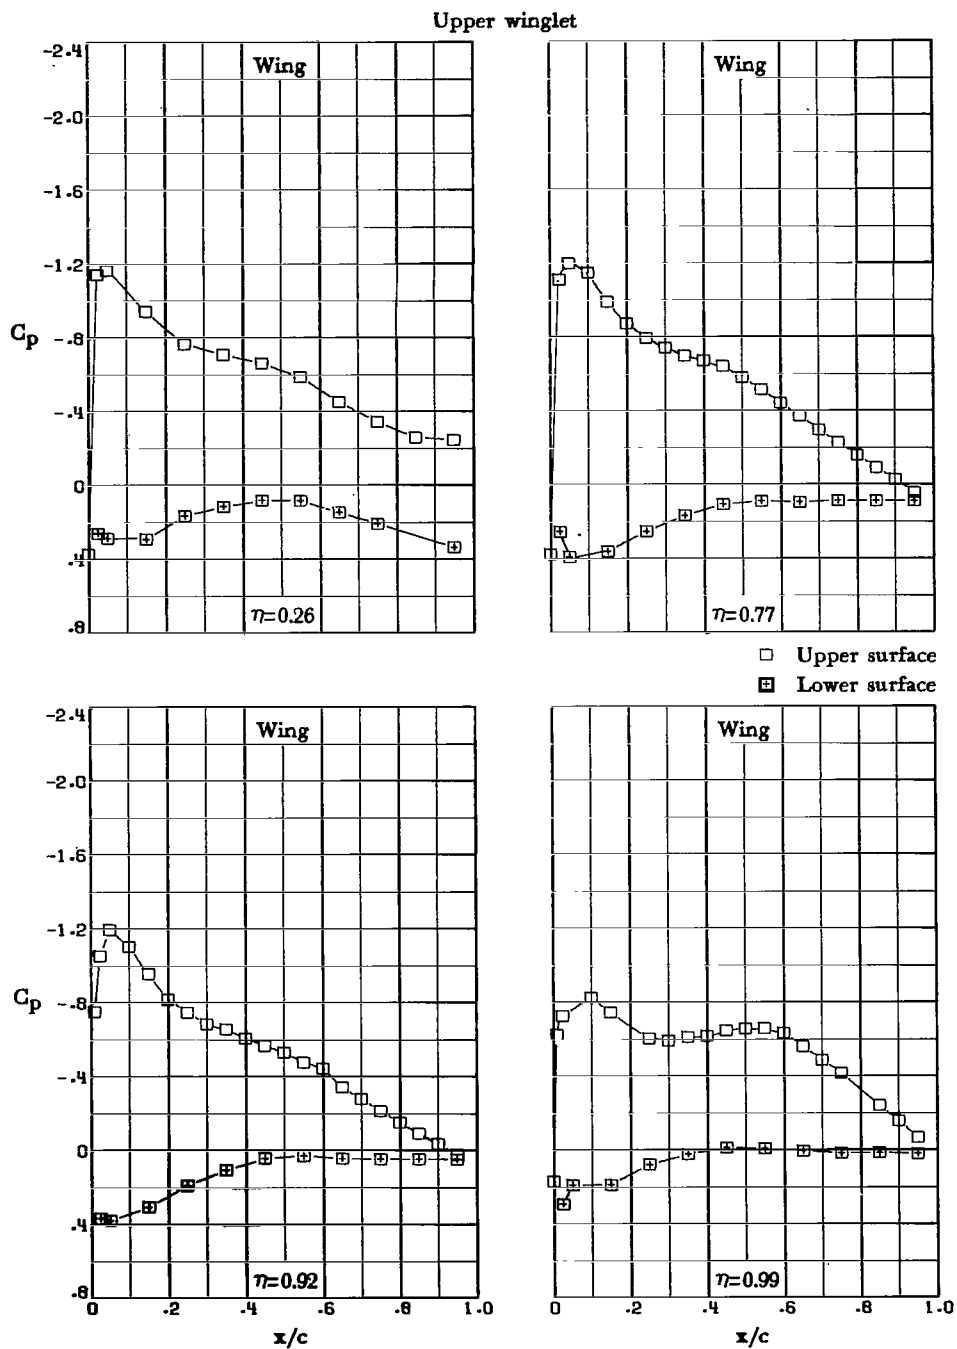 Upper winglet
-2.4
Wing
Wing
-2.0
-1.6
-1.2
Cp
-.8
-.4
0
.4
η=0.26
η=0.77
.8
Upper surface
Lower surface
-2.4
Wing
Wing
-2.0
-1.6
-1.2
Cp
-.8
-.4
0
.4
η=0.92
η=0.99
.8
0 .2 .4 .6 .8 1.0
0 .2 .4 .6 .8 1.0
x/c
x/c